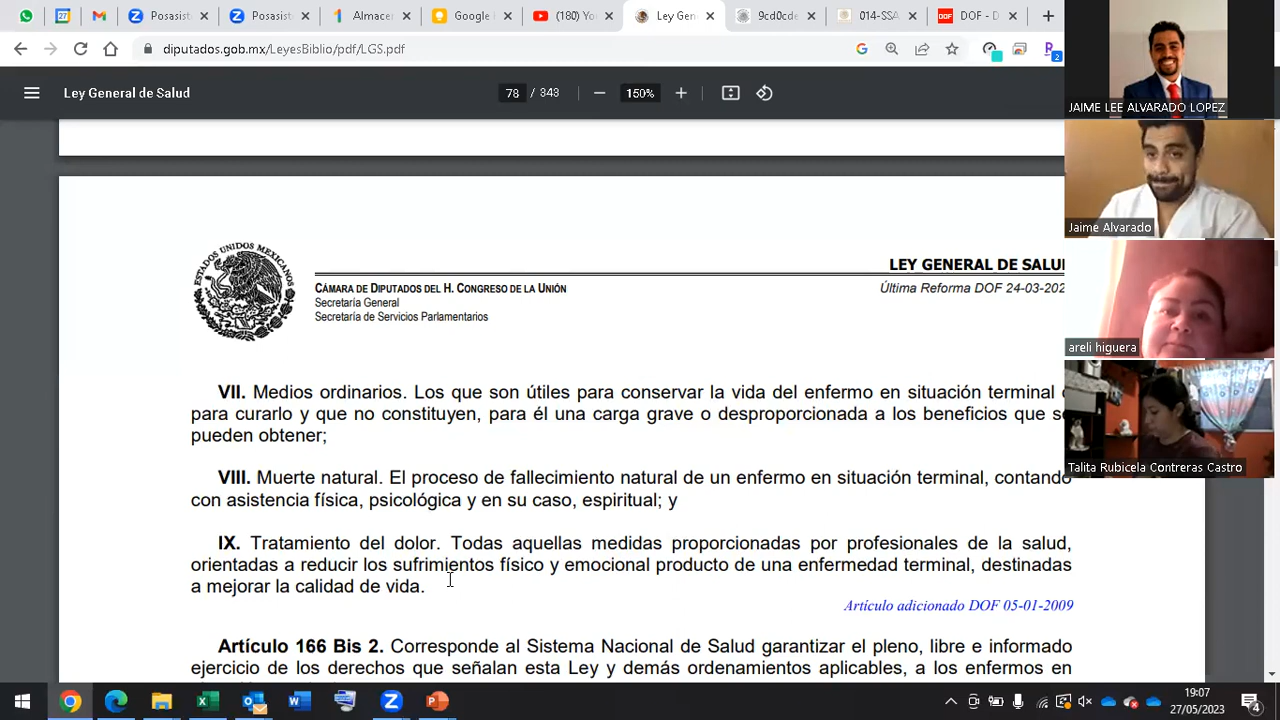 Posasist
Posasist
Almacer
Google
(180) Yo
Ley Gen
9cd0cde
014-SSA
DOF - D
diputados.gob.mx/LeyesBiblio/pdf/LGS.pdf
2
Ley General de Salud
78 / 343
150%
ESTADOS UNIDOS MEXICANOS
LEY GENERAL DE SALU
CÁMARA DE DIPUTADOS DEL H. CONGRESO DE LA UNIÓN
Última Reforma DOF 24-03-202
Secretaría General
Secretaría de Servicios Parlamentarios
VII. Medios ordinarios. Los que son útiles para conservar la vida del enfermo en situación terminal
para curarlo y que no constituyen, para él una carga grave o desproporcionada a los beneficios que se
pueden obtener;
VIII. Muerte natural. El proceso de fallecimiento natural de un enfermo en situación terminal, contando
con asistencia física, psicológica y en su caso, espiritual; y
IX. Tratamiento del dolor. Todas aquellas medidas proporcionadas por profesionales de la salud,
orientadas a reducir los sufrimientos físico y emocional producto de una enfermedad terminal, destinadas
a mejorar la calidad de vida.
Artículo adicionado DOF 05-01-2009
Artículo 166 Bis 2. Corresponde al Sistema Nacional de Salud garantizar el pleno, libre e informado
ejercicio de los derechos que señalan esta Ley y demás ordenamientos aplicables, a los enfermos en
JAIME LEE ALVARADO LOPEZ
Jaime Alvarado
areli higuera
Talita Rubicela Contreras Castro
19:07
27/05/2023
4